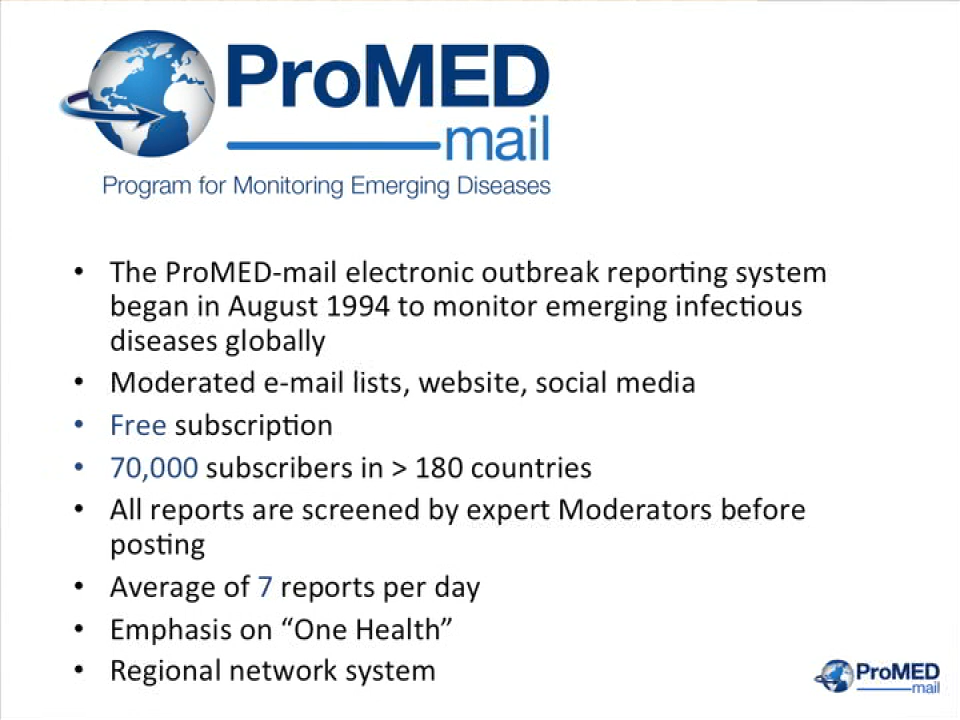 ProMED
mail
Program for Monitoring Emerging Diseases
• The ProMED-mail electronic outbreak reporting system
began in August 1994 to monitor emerging infectious
diseases globally
• Moderated e-mail lists, website, social media
• Free subscription
• 70,000 subscribers in > 180 countries
• All reports are screened by expert Moderators before
posting
• Average of 7 reports per day
• Emphasis on “One Health”
• Regional network system
ProMED
mail